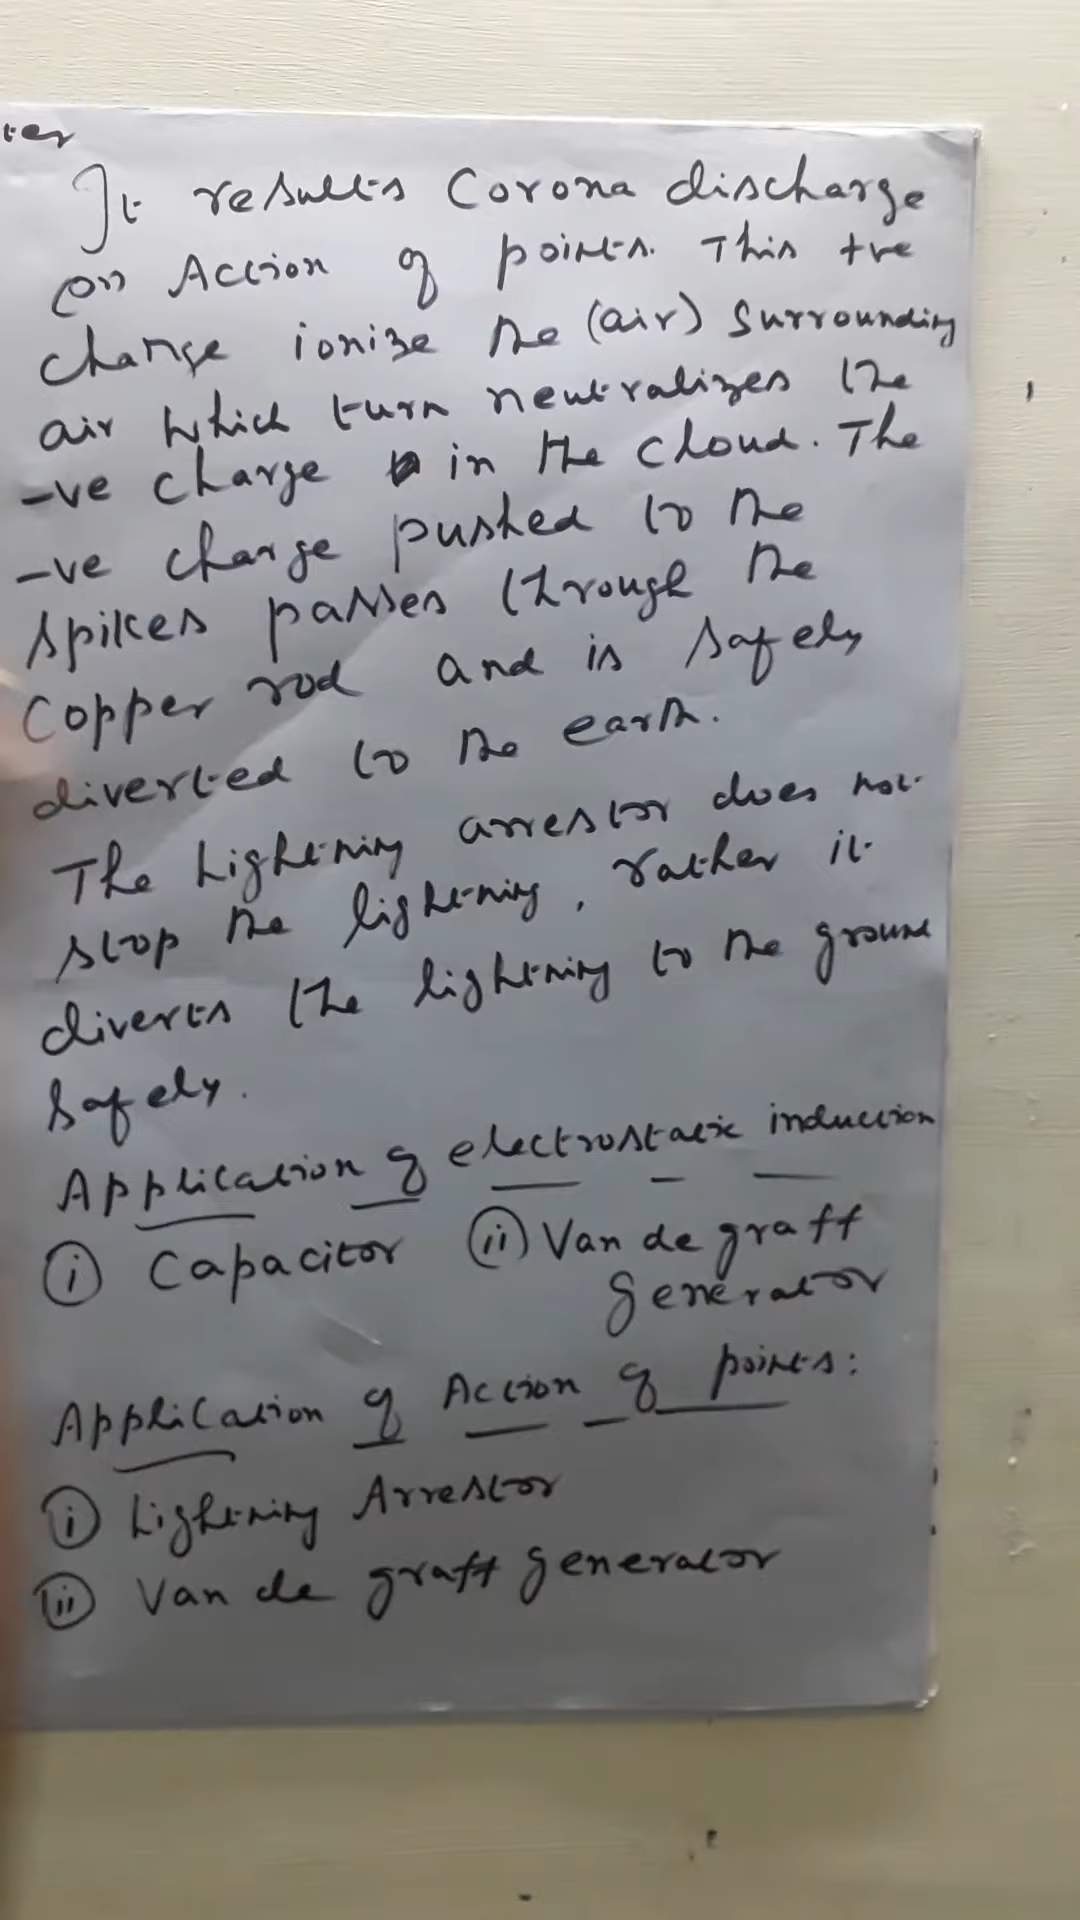 ter
It results Corona discharge
on Action of points. This +ve
charge ionize the (air) surrounding
air which turn neutralizes the
-ve charge in the cloud. The
-ve charge pushed to the
spikes passes through the
Copper rod and is safely
diverted to the earth.
The Lightning arrestor does not
stop the lightning, rather it
diverts the lightning to the ground
safely.
Application of electrostatic induction
(i) Capacitor (ii) Van de graff
generator
Application of Action of points:
(i) Lightning Arrestor
(ii) Van de graff generator